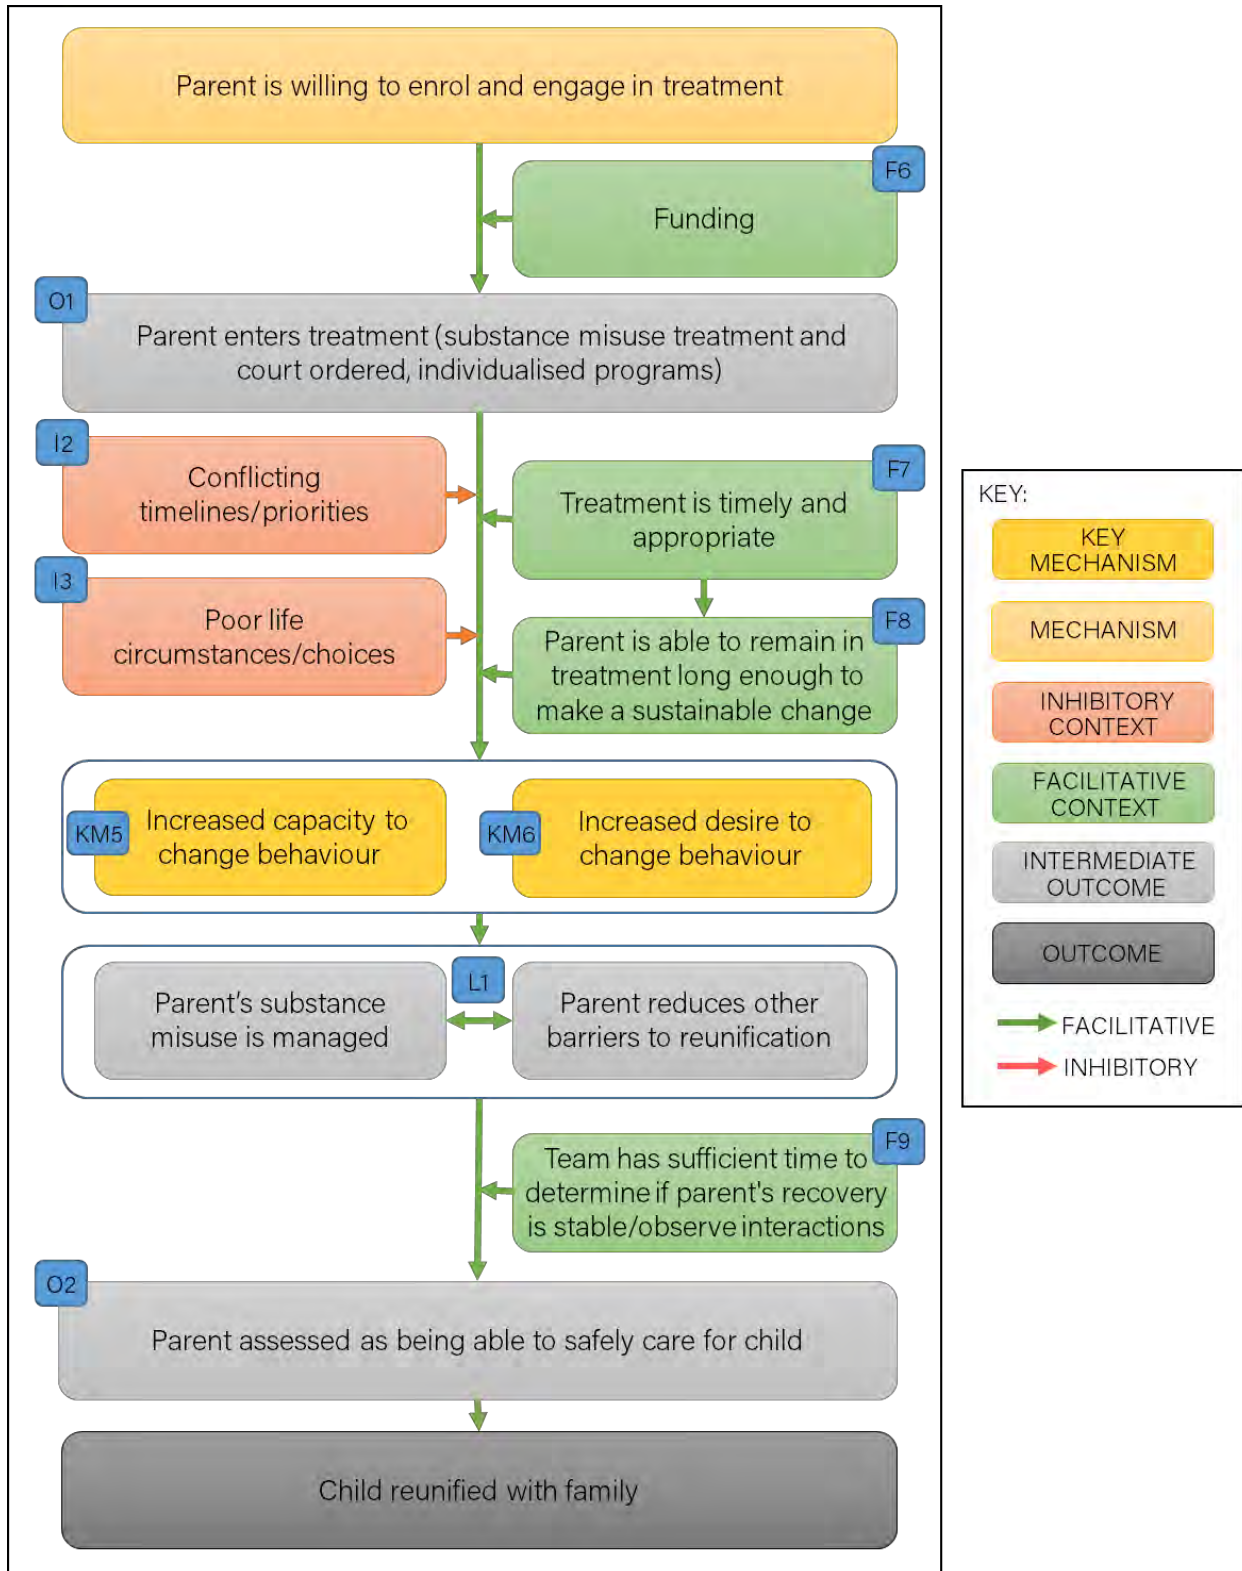 Parent is willing to enrol and engage in treatment
F6
Funding
O1
Parent enters treatment (substance misuse treatment and
court ordered, individualised programs)
I2
Conflicting
timelines/priorities
F7
Treatment is timely and
appropriate
I3
Poor life
circumstances/choices
F8
Parent is able to remain in
treatment long enough to
make a sustainable change
KM5
Increased capacity to
change behaviour
KM6
Increased desire to
change behaviour
Parent's substance
misuse is managed
L1
Parent reduces other
barriers to reunification
F9
Team has sufficient time to
determine if parent's recovery
is stable/observe interactions
O2
Parent assessed as being able to safely care for child
Child reunified with family
KEY:
KEY
MECHANISM
MECHANISM
INHIBITORY
CONTEXT
FACILITATIVE
CONTEXT
INTERMEDIATE
OUTCOME
OUTCOME
FACILITATIVE
INHIBITORY